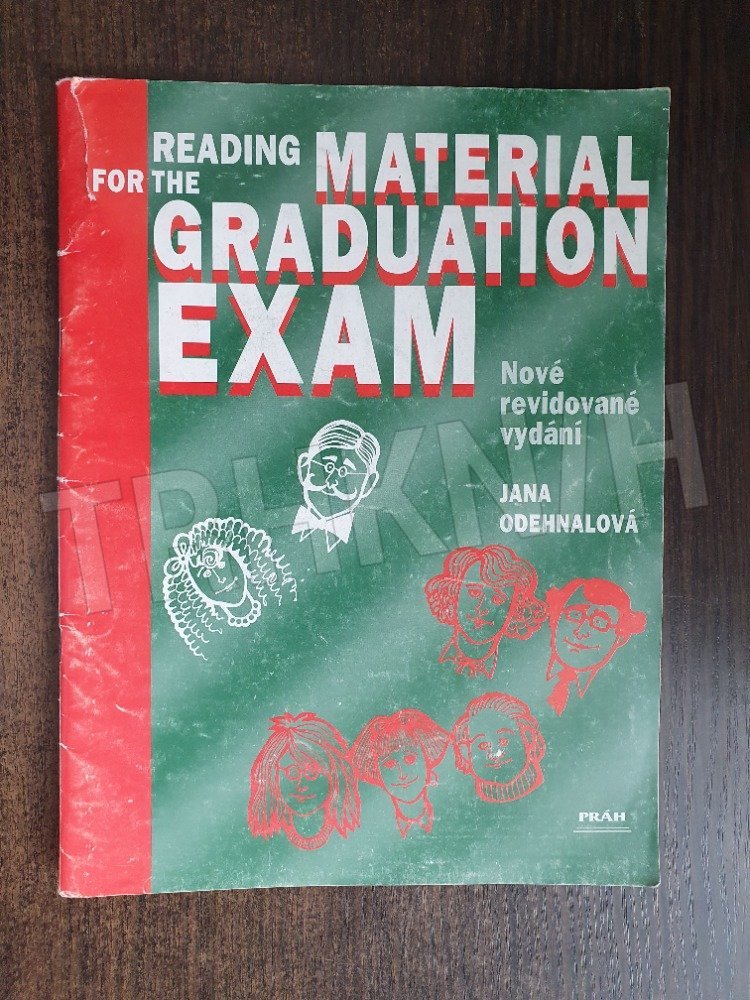 READING MATERIAL
FOR THE
GRADUATION
EXAM
Nové
revidované
vydání
JANA
ODEHNALOVÁ
PRÁH
TRHKNIH